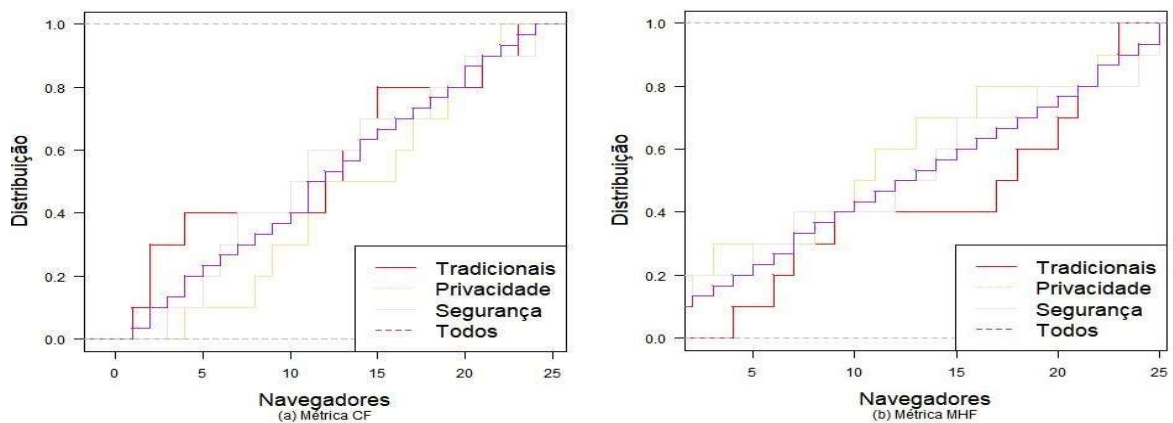 Distribuição
1.0
0.8
0.6
0.4
0.2
0.0
0 5 10 15 20 25
Tradicionais
Privacidade
Segurança
Todos
Navegadores
(a) Métrica CF
Distribuição
1.0
0.8
0.6
0.4
0.2
0.0
5 10 15 20 25
Tradicionais
Privacidade
Segurança
Todos
Navegadores
(b) Métrica MHF